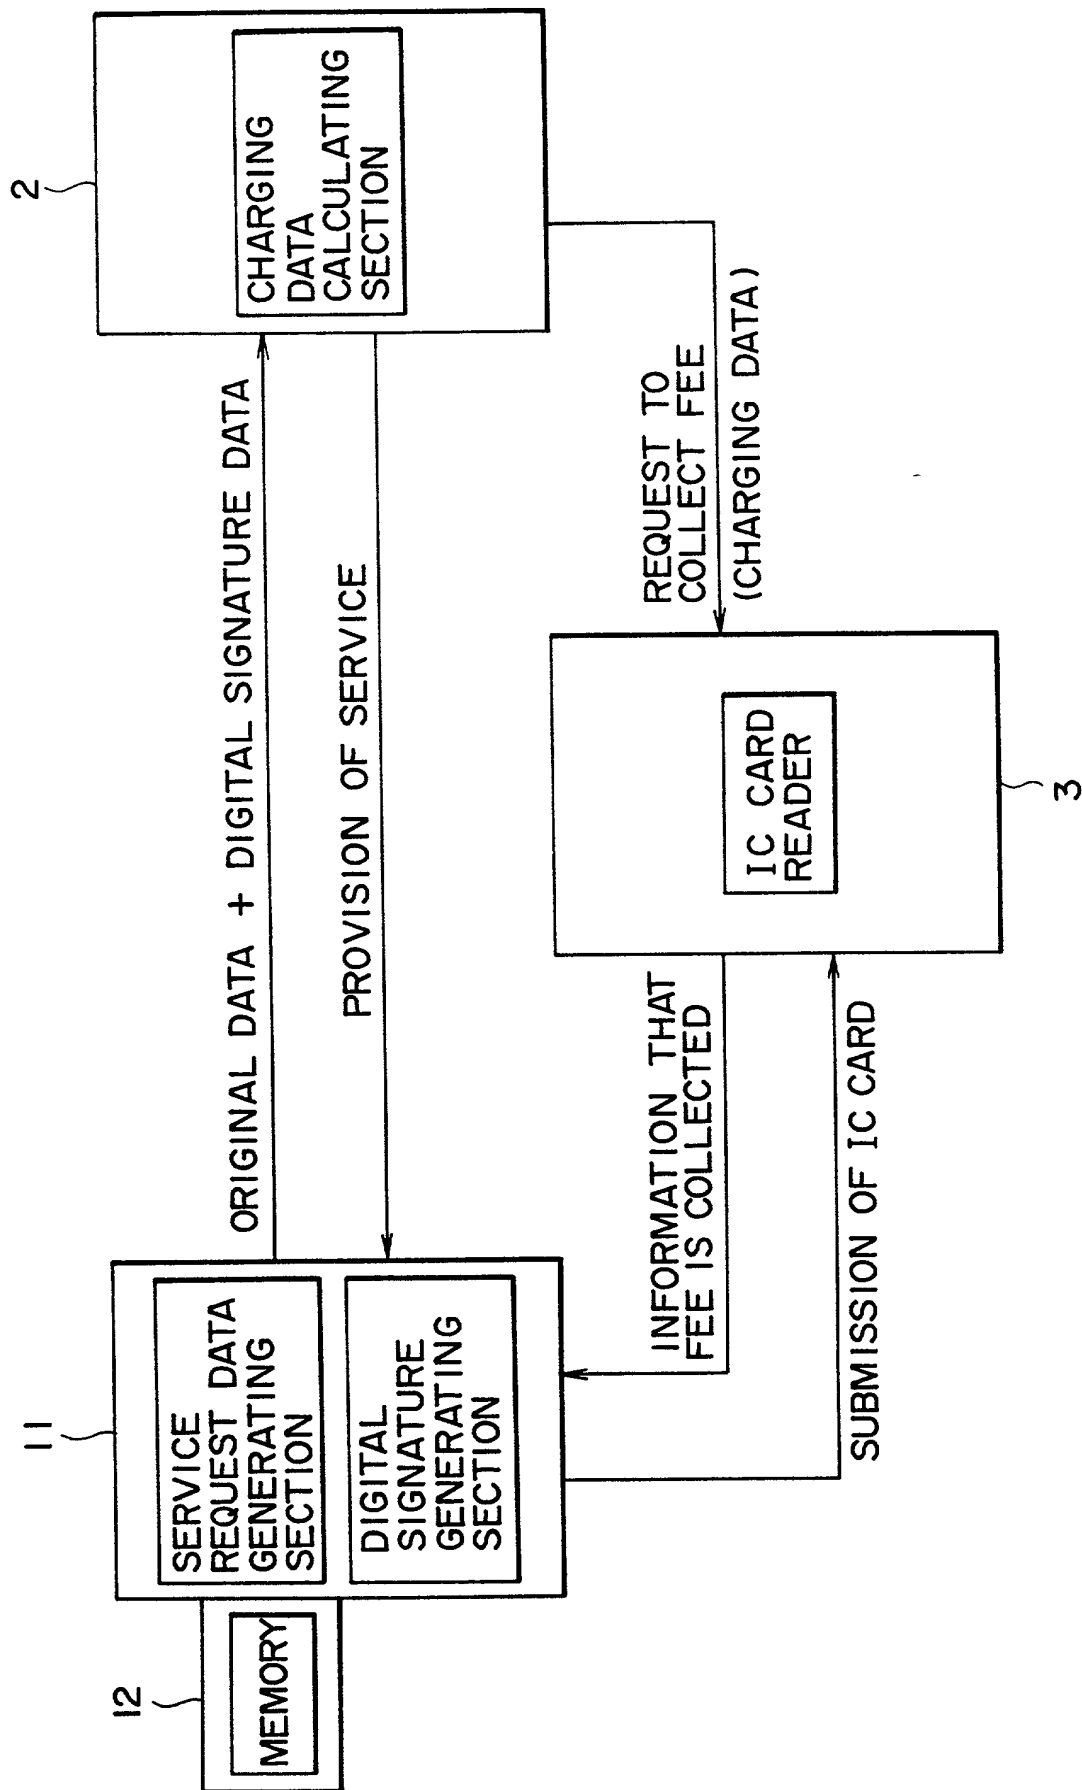 12
MEMORY
11
SERVICE
REQUEST DATA
GENERATING
SECTION
DIGITAL
SIGNATURE
GENERATING
SECTION
ORIGINAL DATA + DIGITAL SIGNATURE DATA
PROVISION OF SERVICE
2
CHARGING
DATA
CALCULATING
SECTION
INFORMATION THAT
FEE IS COLLECTED
SUBMISSION OF IC CARD
REQUEST TO
COLLECT FEE
(CHARGING DATA)
IC CARD
READER
3